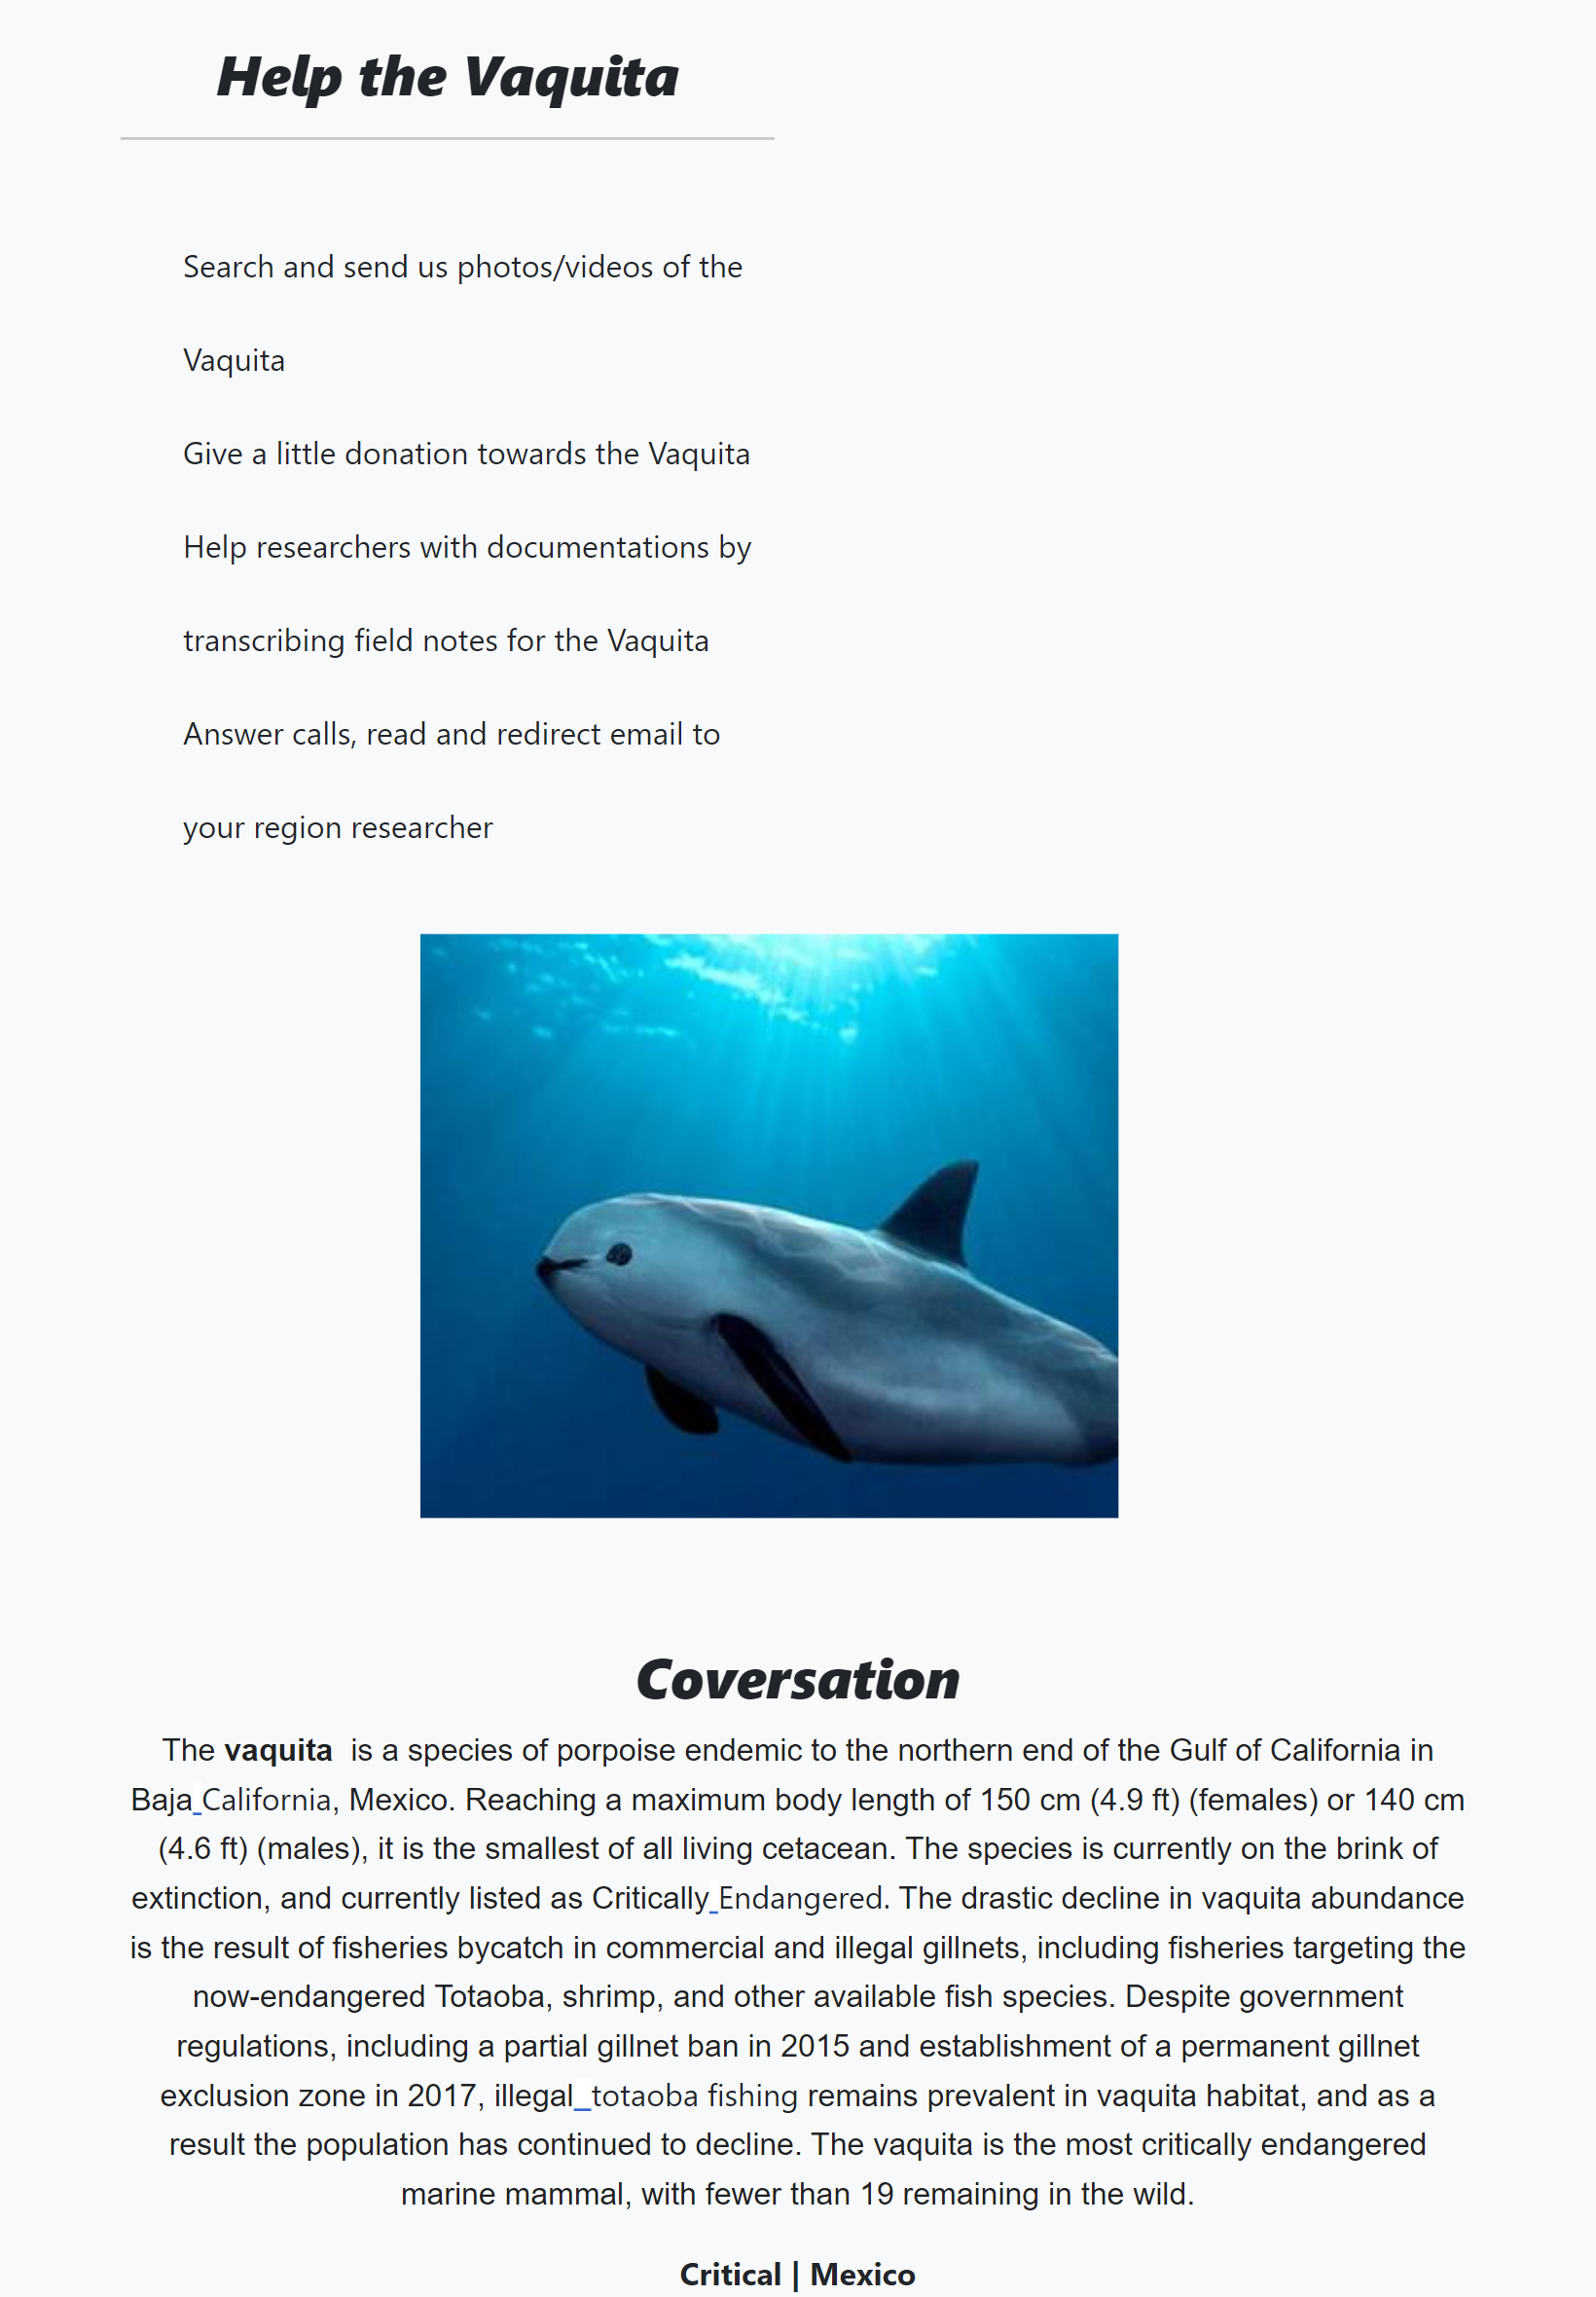 Help the Vaquita
Search and send us photos/videos of the
Vaquita
Give a little donation towards the Vaquita
Help researchers with documentations by
transcribing field notes for the Vaquita
Answer calls, read and redirect email to
your region researcher
Coversation
The vaquita  is a species of porpoise endemic to the northern end of the Gulf of California in
Baja California, Mexico. Reaching a maximum body length of 150 cm (4.9 ft) (females) or 140 cm
(4.6 ft) (males), it is the smallest of all living cetacean. The species is currently on the brink of
extinction, and currently listed as Critically Endangered. The drastic decline in vaquita abundance
is the result of fisheries bycatch in commercial and illegal gillnets, including fisheries targeting the
now-endangered Totaoba, shrimp, and other available fish species. Despite government
regulations, including a partial gillnet ban in 2015 and establishment of a permanent gillnet
exclusion zone in 2017, illegal totaoba fishing remains prevalent in vaquita habitat, and as a
result the population has continued to decline. The vaquita is the most critically endangered
marine mammal, with fewer than 19 remaining in the wild.
Critical | Mexico